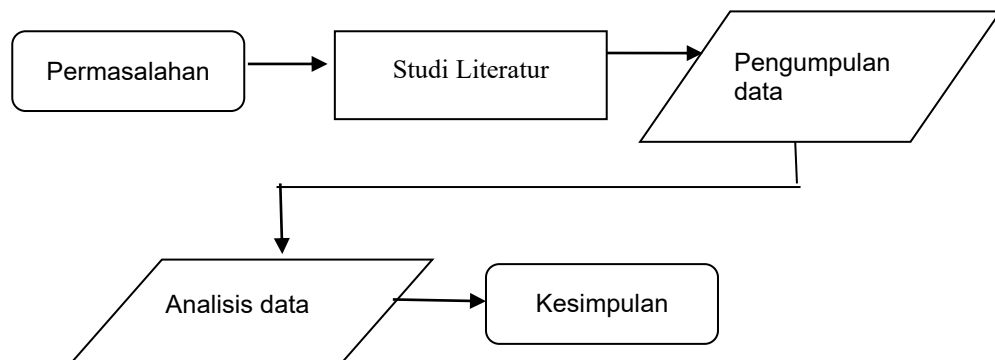 Permasalahan
Studi Literatur
Pengumpulan
data
Analisis data
Kesimpulan